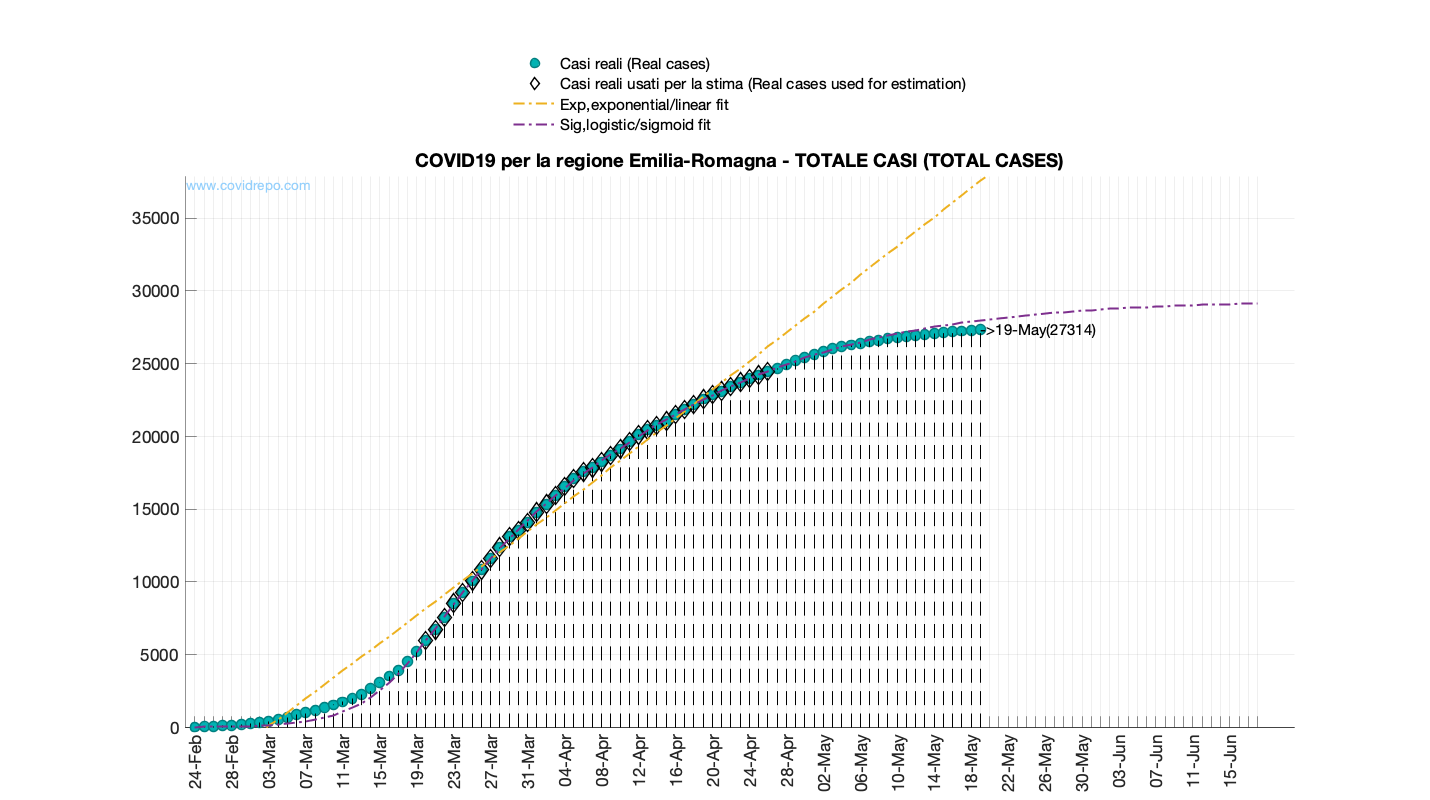 Casi reali (Real cases)
Casi reali usati per la stima (Real cases used for estimation)
Exp,exponential/linear fit
Sig,logistic/sigmoid fit
COVID19 per la regione Emilia-Romagna - TOTALE CASI (TOTAL CASES)
www.covidrepo.com
35000
30000
25000
20000
15000
10000
5000
0
->19-May(27314)
24-Feb
28-Feb
03-Mar
07-Mar
11-Mar
15-Mar
19-Mar
23-Mar
27-Mar
31-Mar
04-Apr
08-Apr
12-Apr
16-Apr
20-Apr
24-Apr
28-Apr
02-May
06-May
10-May
14-May
18-May
22-May
26-May
30-May
03-Jun
07-Jun
11-Jun
15-Jun